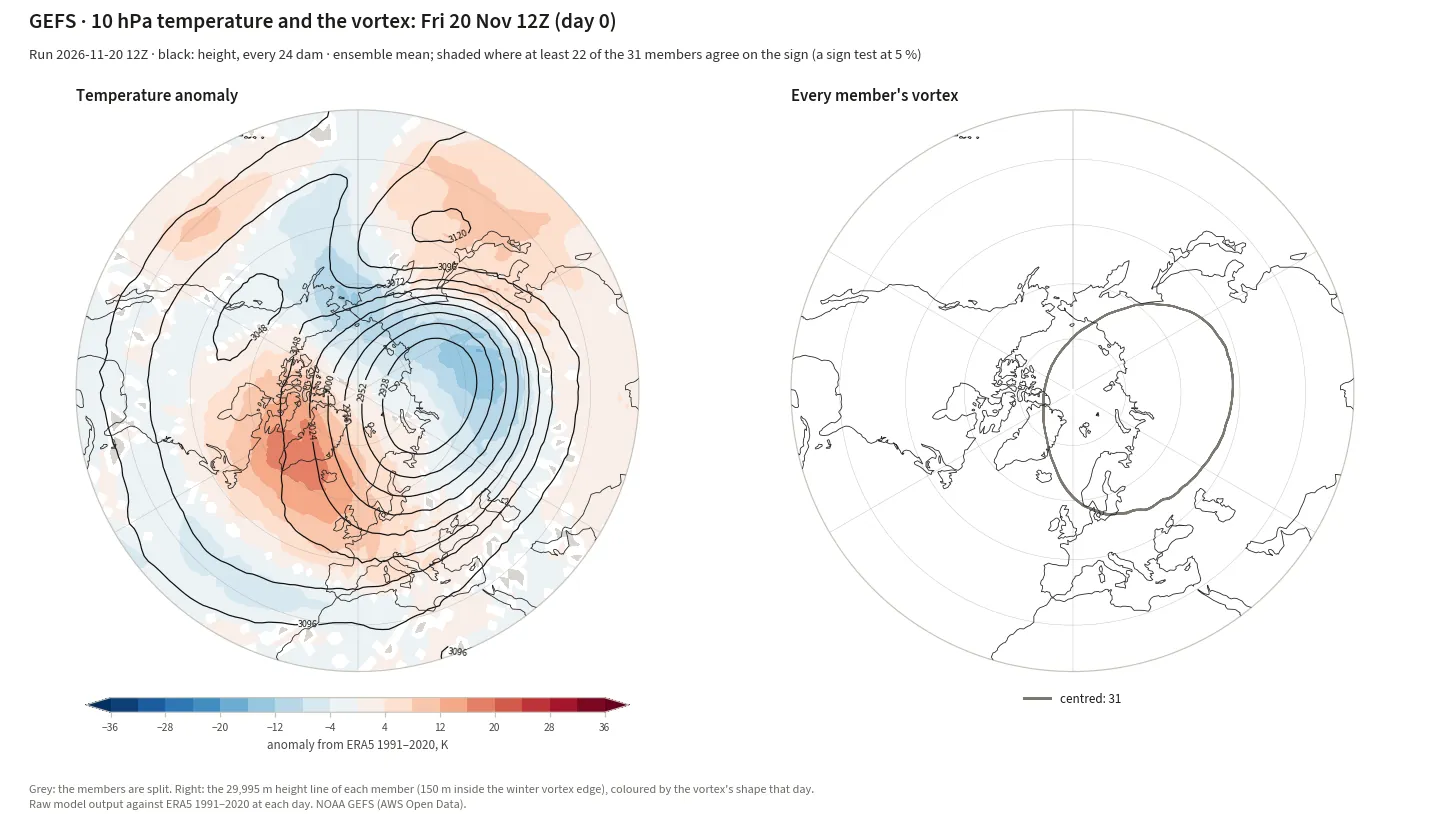 GEFS · 10 hPa temperature and the vortex: Fri 20 Nov 12Z (day 0)
Run 2026-11-20 12Z · black: height, every 24 dam · ensemble mean; shaded where at least 22 of the 31 members agree on the sign (a sign test at 5 %)
Temperature anomaly
Every member's vortex
3120
3096
3072
3048
3048
3000
2952
2928
3024
3096
3096
centred: 31
−36 −28 −20 −12 −4 4 12 20 28 36
anomaly from ERA5 1991–2020, K
Grey: the members are split. Right: the 29,995 m height line of each member (150 m inside the winter vortex edge), coloured by the vortex's shape that day.
Raw model output against ERA5 1991–2020 at each day. NOAA GEFS (AWS Open Data).